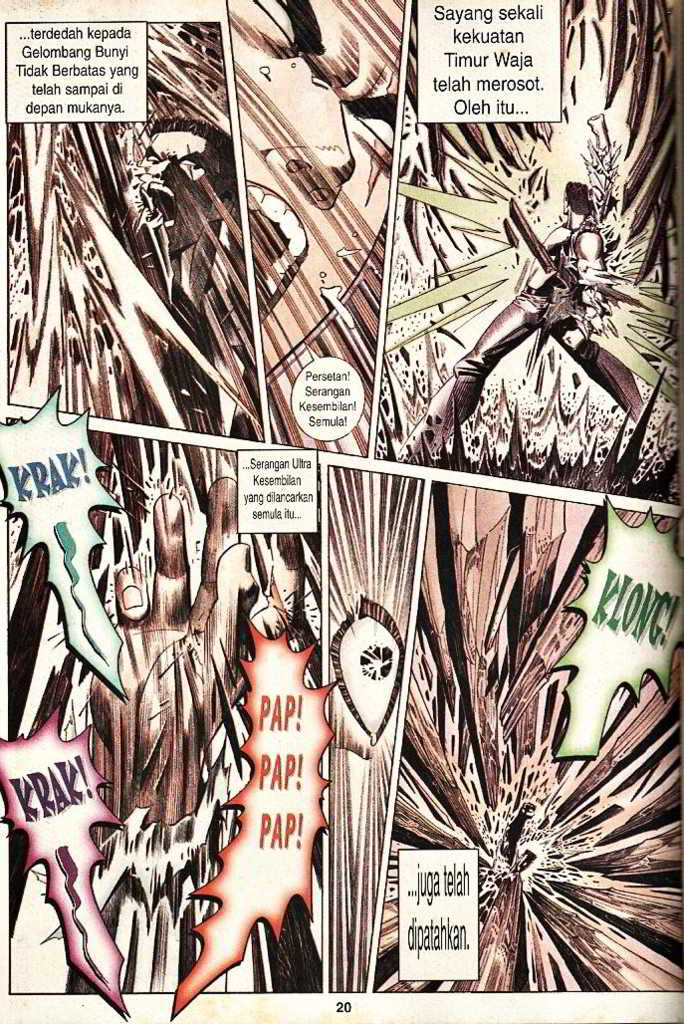 ...terdedah kepada
Gelombang Bunyi
Tidak Berbatas yang
telah sampai di
depan mukanya.
Persetan!
Serangan
Kesembilan!
Semula!
Sayang sekali
kekuatan
Timur Waja
telah merosot.
Oleh itu...
KRAK!
...Serangan Ultra
Kesembilan
yang dilancarkan
semula itu...
KRAK!
PAP!
PAP!
PAP!
KLONG!
...juga telah
dipatahkan.
20